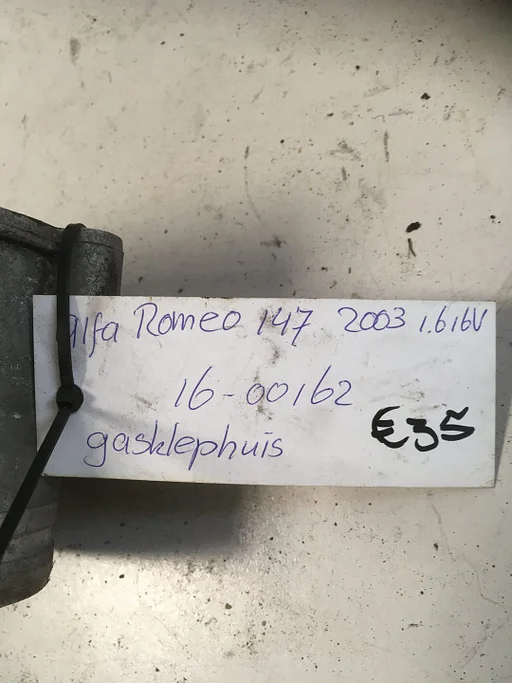 Alfa Romeo 147 2003 1.6 16V
16-00162
gasklephuis
€35